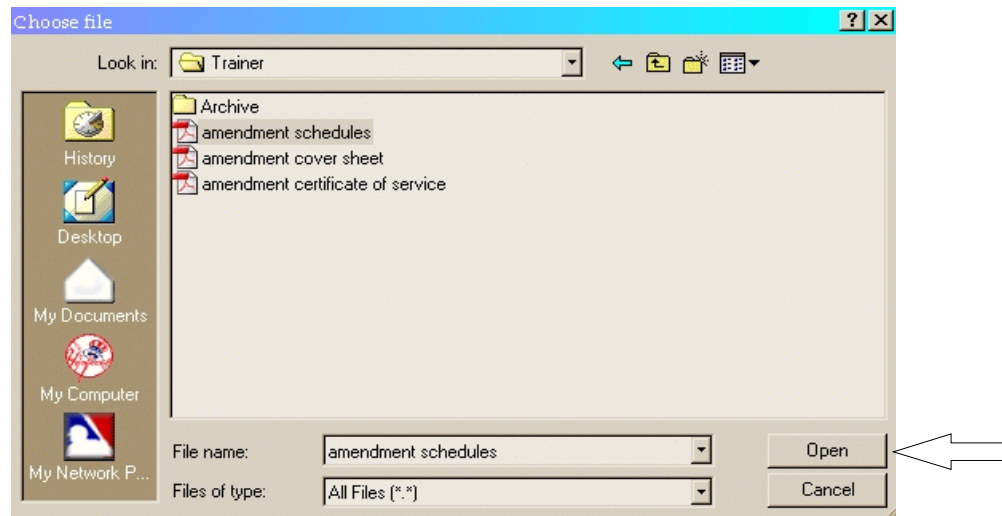 Choose file
Look in: Trainer
History
Desktop
My Documents
My Computer
My Network P...
Archive
amendment schedules
amendment cover sheet
amendment certificate of service
File name: amendment schedules Open
Files of type: All Files (*.*) Cancel